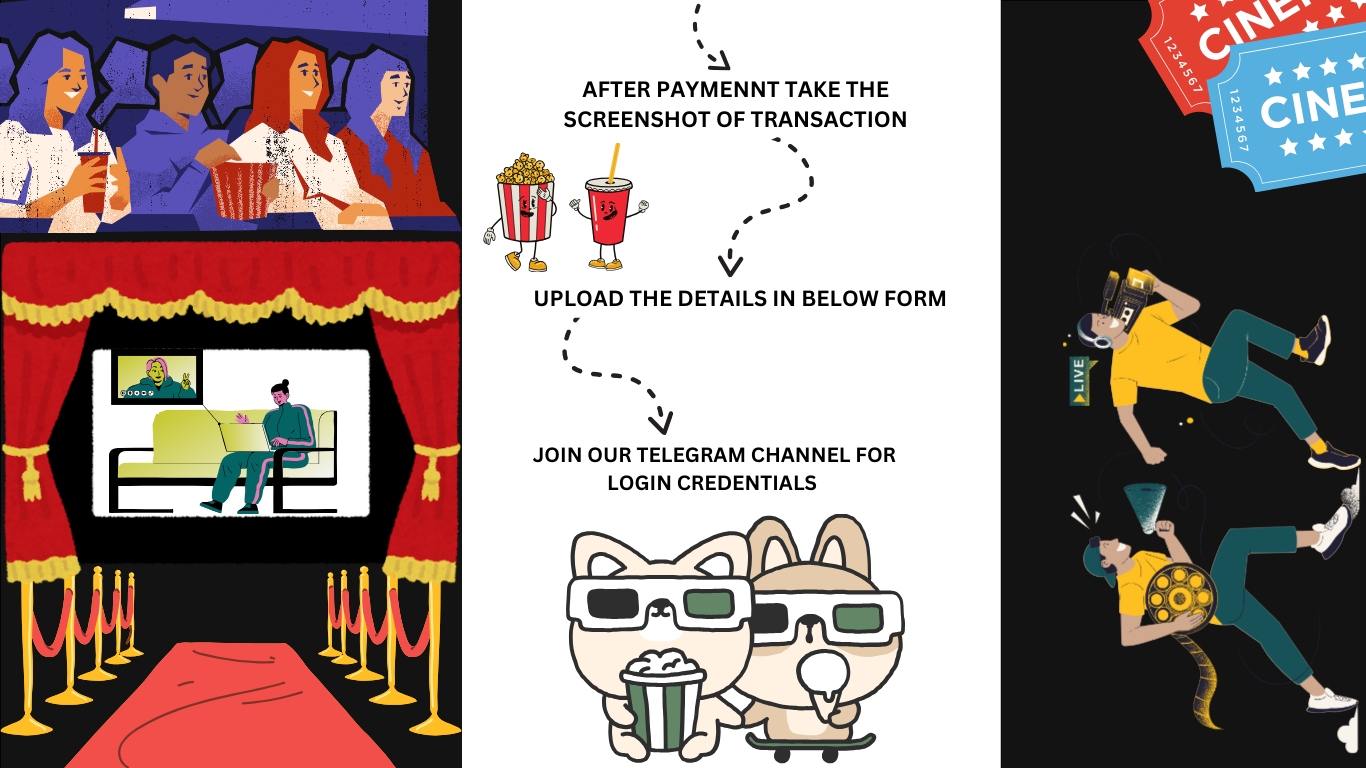 AFTER PAYMENNT TAKE THE
SCREENSHOT OF TRANSACTION
UPLOAD THE DETAILS IN BELOW FORM
JOIN OUR TELEGRAM CHANNEL FOR
LOGIN CREDENTIALS
CINE
1234567
CINE
1234567
LIVE